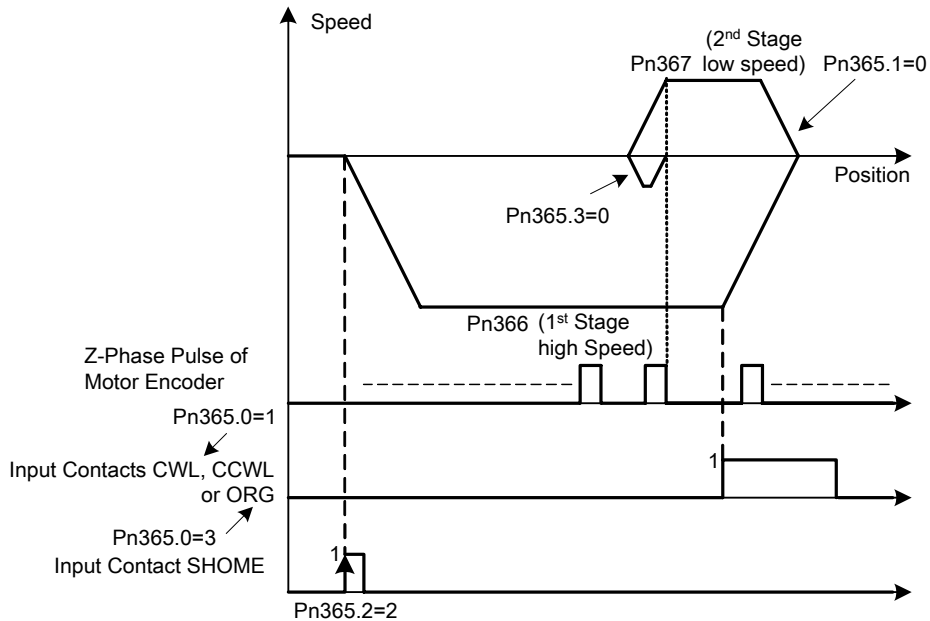 Speed
(2nd Stage
low speed)
Pn367
Pn365.1=0
Position
Pn365.3=0
Pn366 (1st Stage
high Speed)
Z-Phase Pulse of
Motor Encoder
Pn365.0=1
Input Contacts CWL, CCWL
or ORG
1
Pn365.0=3
Input Contact SHOME
1
Pn365.2=2